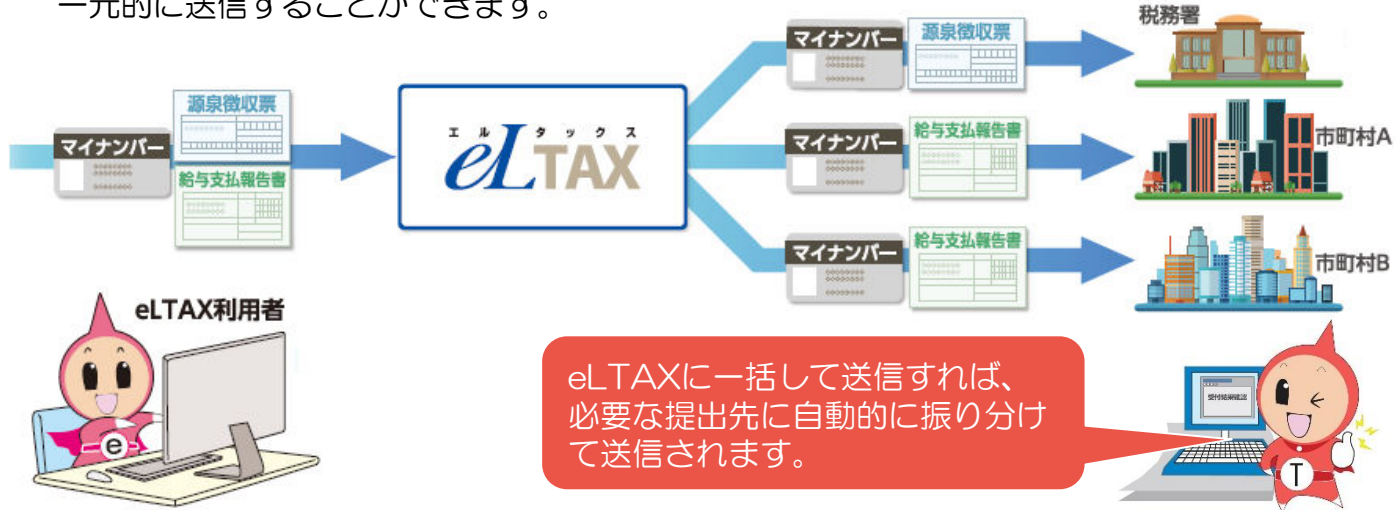 一元的に送信することができます。
マイナンバー
源泉徴収票
給与支払報告書
エルタックス
eLTAX
マイナンバー
源泉徴収票
税務署
マイナンバー
給与支払報告書
市町村A
マイナンバー
給与支払報告書
市町村B
eLTAX利用者
e
eLTAXに一括して送信すれば、
必要な提出先に自動的に振り分け
て送信されます。
受付結果確認
T